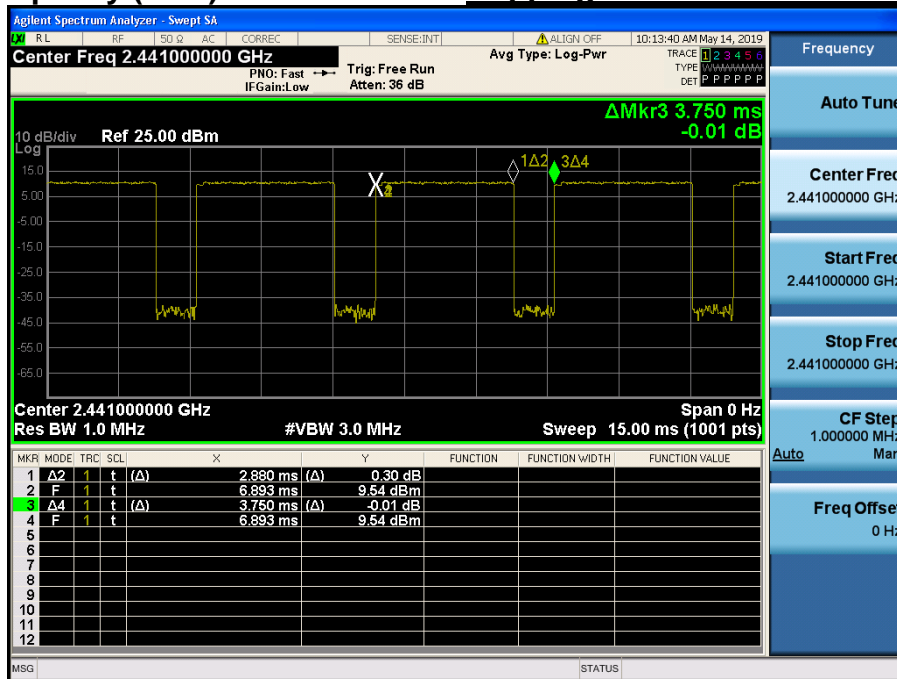 Agilent Spectrum Analyzer - Swept SA
LXI RL RF 50 Ω AC CORREC SENSE:INT ALIGN OFF 10:13:40 AM May 14, 2019
Center Freq 2.441000000 GHz
PNO: Fast
IFGain:Low
Trig: Free Run
Atten: 36 dB
Avg Type: Log-Pwr
TRACE 1 2 3 4 5 6
TYPE
DET P P P P P P
Frequency
ΔMkr3 3.750 ms
-0.01 dB
10 dB/div Ref 25.00 dBm
Log
15.0
5.00
-5.00
-15.0
-25.0
-35.0
-45.0
-65.0
1Δ2 3Δ4
Center 2.441000000 GHz Span 0 Hz
Res BW 1.0 MHz #VBW 3.0 MHz Sweep 15.00 ms (1001 pts)
MKR MODE TRC SCL X Y FUNCTION FUNCTION WIDTH FUNCTION VALUE
1 Δ2 1 t (Δ) 2.880 ms (Δ) 0.30 dB
2 F 1 t 6.893 ms 9.54 dBm
3 Δ4 1 t (Δ) 3.750 ms (Δ) -0.01 dB
4 F 1 t 6.893 ms 9.54 dBm
5
6
7
8
9
10
11
12
MSG STATUS
Auto Tune
Center Freq
2.441000000 GHz
Start Freq
2.441000000 GHz
Stop Freq
2.441000000 GHz
CF Step
1.000000 MHz
Auto Man
Freq Offset
0 Hz